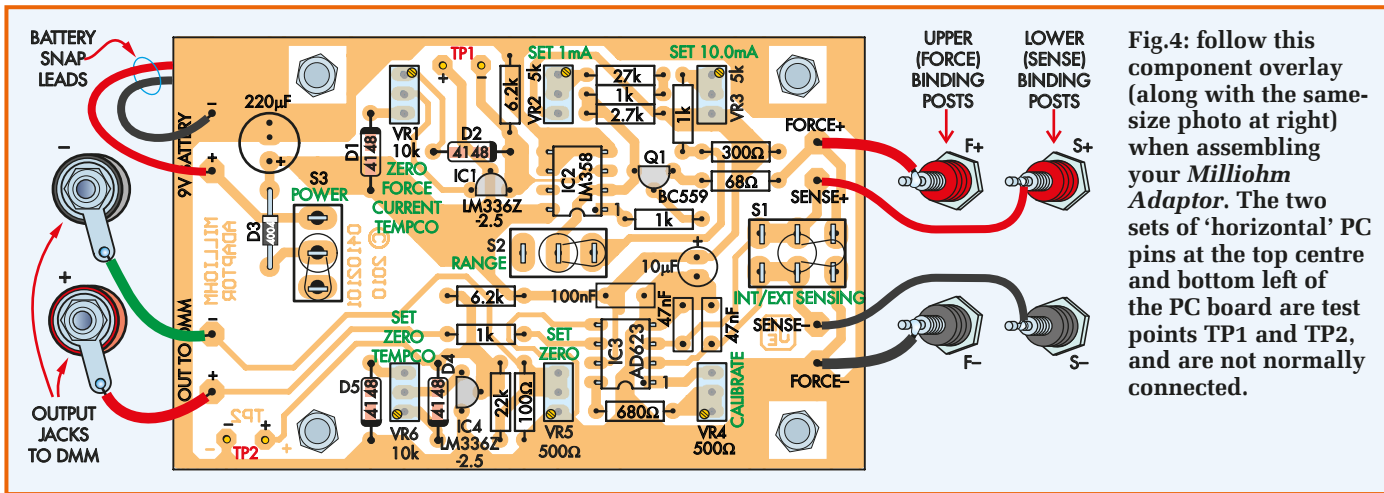 BATTERY
SNAP
LEADS
−
220µF
+
9V BATTERY
+
−
S3
POWER
D3
4004
MILLIOHM
ADAPTOR
04102101
© 2010
D1
4148
VR1
10k
ZERO
FORCE
CURRENT
TEMPCO
TP1
+ −
D2
4148
IC1
LM336Z
-2.5
6.2k
SET 1mA
VR2 5k
27k
1k
2.7k
SET 10.0mA
VR3 5k
1k
IC2
LM358
1
Q1
BC559
300Ω
68Ω
1k
FORCE+
SENSE+
S1
INT/EXT SENSING
S2
RANGE
10µF
+
100nF
47nF
47nF
SENSE−
FORCE−
6.2k
1k
SET
ZERO
TEMPCO
SET
ZERO
IC3
AD623
1
CALIBRATE
680Ω
VR4
500Ω
VR5
500Ω
22k
100Ω
D4
4148
IC4
LM336Z
-2.5
D5
4148
VR6
10k
OUT TO DMM
−
+
TP2
− +
TP2
− +
−
+
OUTPUT
JACKS
TO DMM
UPPER
(FORCE)
BINDING
POSTS
LOWER
(SENSE)
BINDING
POSTS
F+
S+
F−
S−
Fig.4: follow this
component overlay
(along with the same-
size photo at right)
when assembling
your Milliohm
Adaptor. The two
sets of ‘horizontal’ PC
pins at the top centre
and bottom left of
the PC board are test
points TP1 and TP2,
and are not normally
connected.